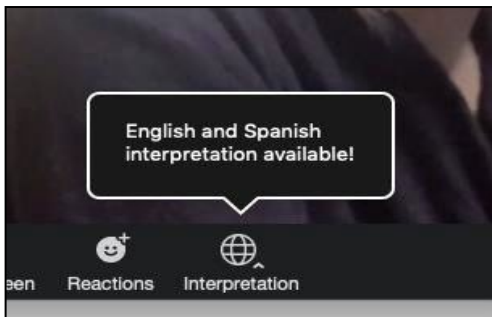 English and Spanish
interpretation available!
een Reactions Interpretation